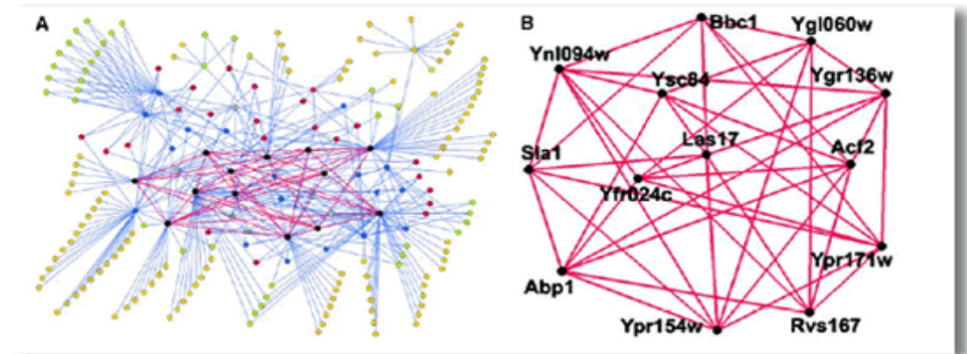 A
B
Bbc1
Ygl060w
Ynl094w
Ysc84
Ygr136w
Las17
Acf2
Sla1
Yfr024c
Ypr171w
Abp1
Ypr154w
Rvs167